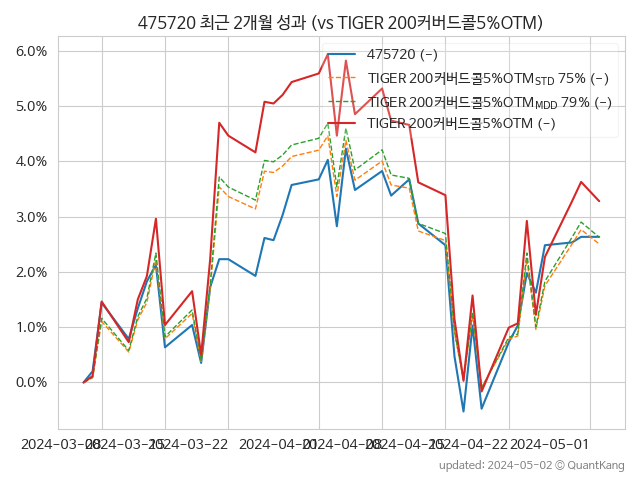 475720 최근 2개월 성과 (vs TIGER 200커버드콜5%OTM)
6.0%
5.0%
4.0%
3.0%
2.0%
1.0%
0.0%
475720 (-)
TIGER 200커버드콜5%OTM_STD 75% (-)
TIGER 200커버드콜5%OTM_MDD 79% (-)
TIGER 200커버드콜5%OTM (-)
2024-03-08 2024-03-15 2024-03-22 2024-04-01 2024-04-08 2024-04-15 2024-04-22 2024-05-01
updated: 2024-05-02 © QuantKang